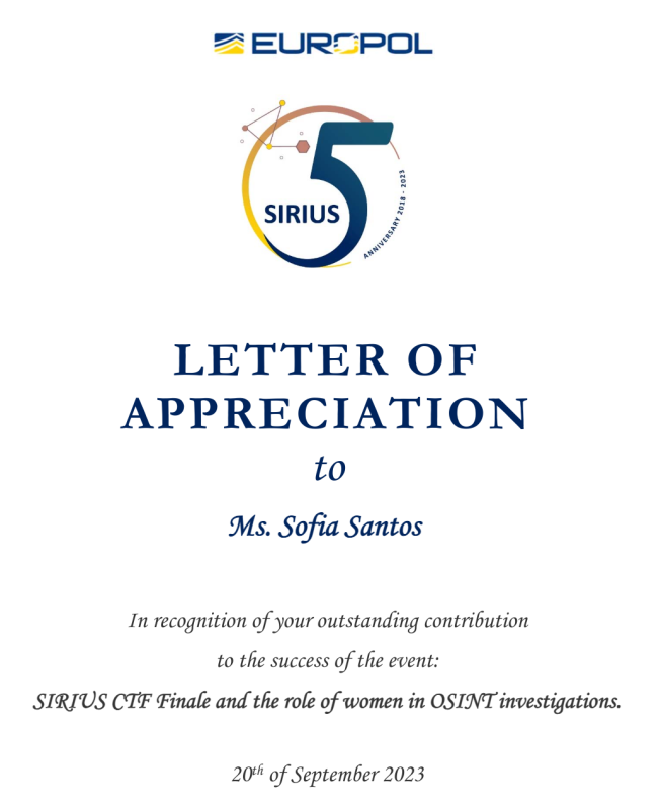 EUROPOL
SIRIUS
5
ANNIVERSARY 2018 - 2023
LETTER OF
APPRECIATION
to
Ms. Sofia Santos
In recognition of your outstanding contribution
to the success of the event:
SIRIUS CTF Finale and the role of women in OSINT investigations.
20th of September 2023